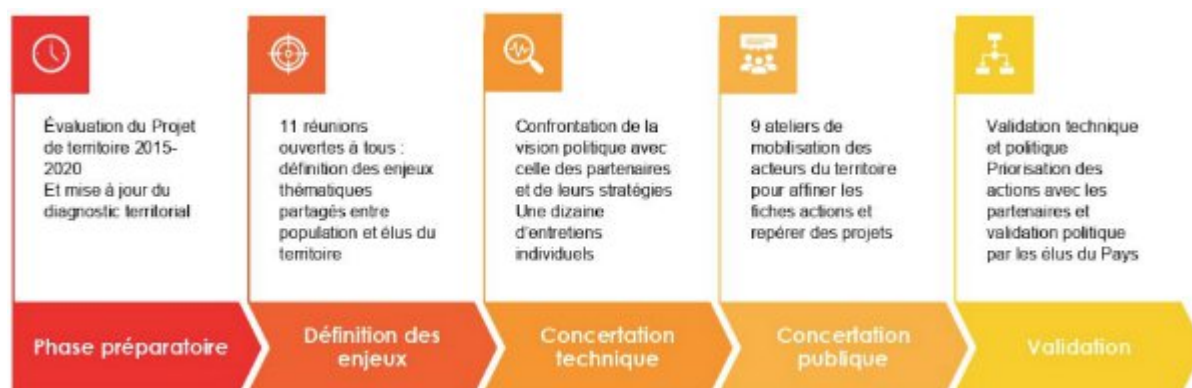 Évaluation du Projet
de territoire 2015-
2020
Et mise à jour du
diagnostic territorial
Phase préparatoire
11 réunions
ouvertes à tous :
définition des enjeux
thématiques
partagés entre
population et élus du
territoire
Définition des
enjeux
Confrontation de la
vision politique avec
celle des partenaires
et de leurs stratégies
Une dizaine
d'entretiens
individuels
Concertation
technique
9 ateliers de
mobilisation des
acteurs du territoire
pour affiner les
fiches actions et
repérer des projets
Concertation
publique
Validation technique
et politique
Priorisation des
actions avec les
partenaires et
validation politique
par les élus du Pays
Validation